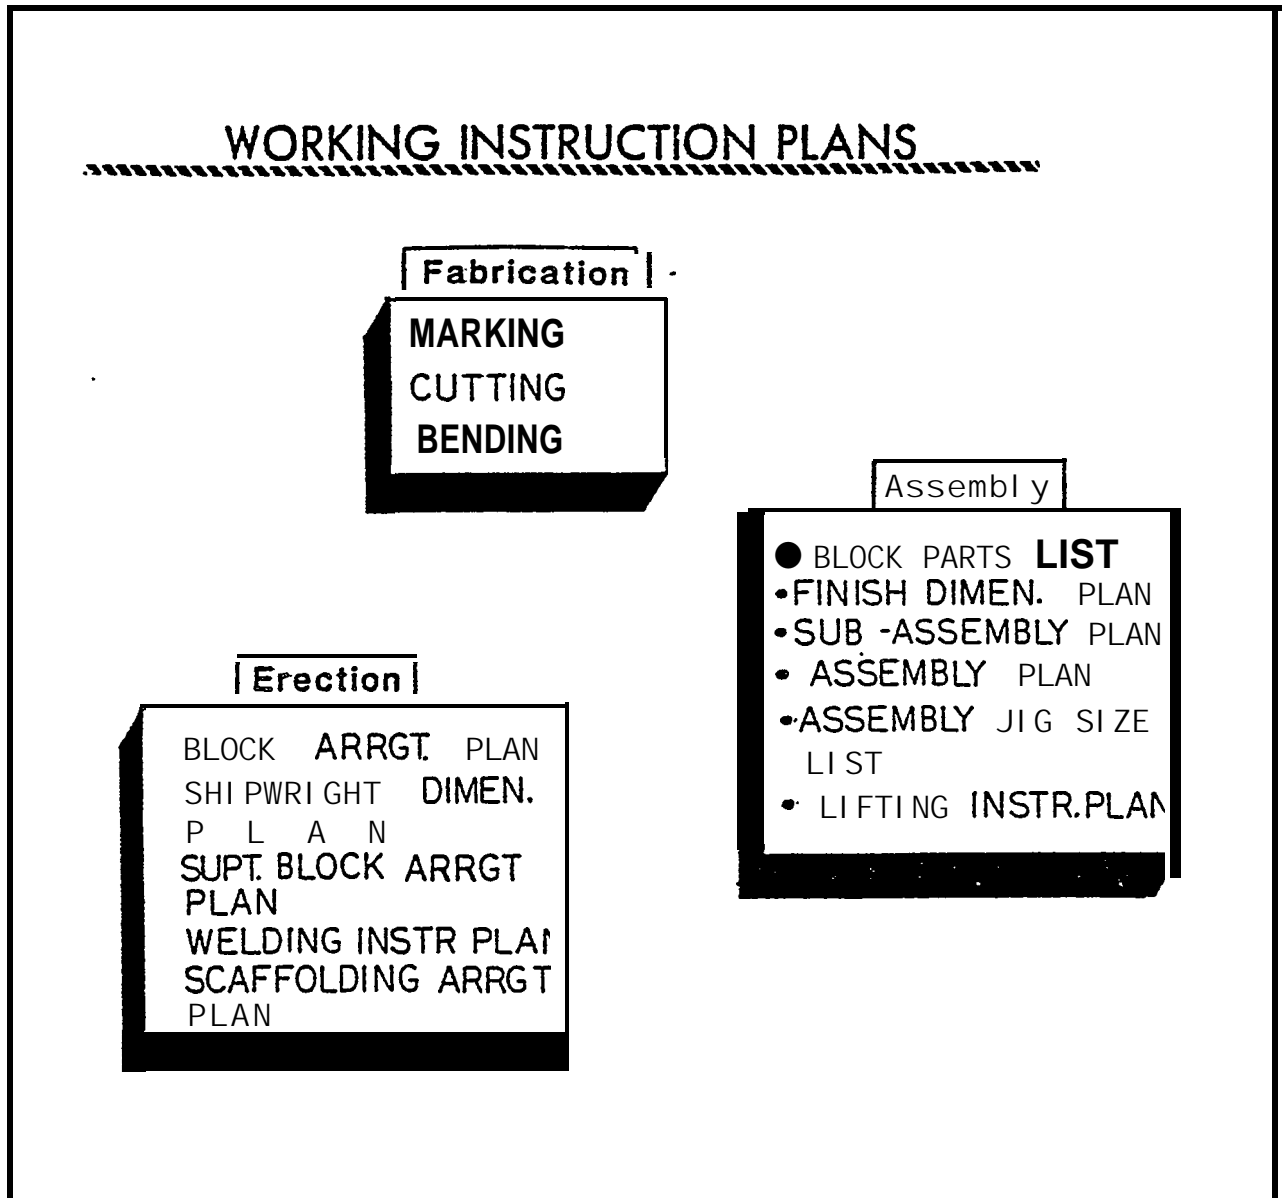 WORKING INSTRUCTION PLANS
Fabrication
MARKING
CUTTING
BENDING
Assembly
● BLOCK PARTS LIST
• FINISH DIMEN. PLAN
• SUB -ASSEMBLY PLAN
• ASSEMBLY PLAN
• ASSEMBLY JIG SIZE
LIST
• LIFTING INSTR.PLAN
Erection
BLOCK ARRGT. PLAN
SHIPWRIGHT DIMEN.
PLAN
SUPT. BLOCK ARRGT
PLAN
WELDING INSTR PLAN
SCAFFOLDING ARRGT
PLAN